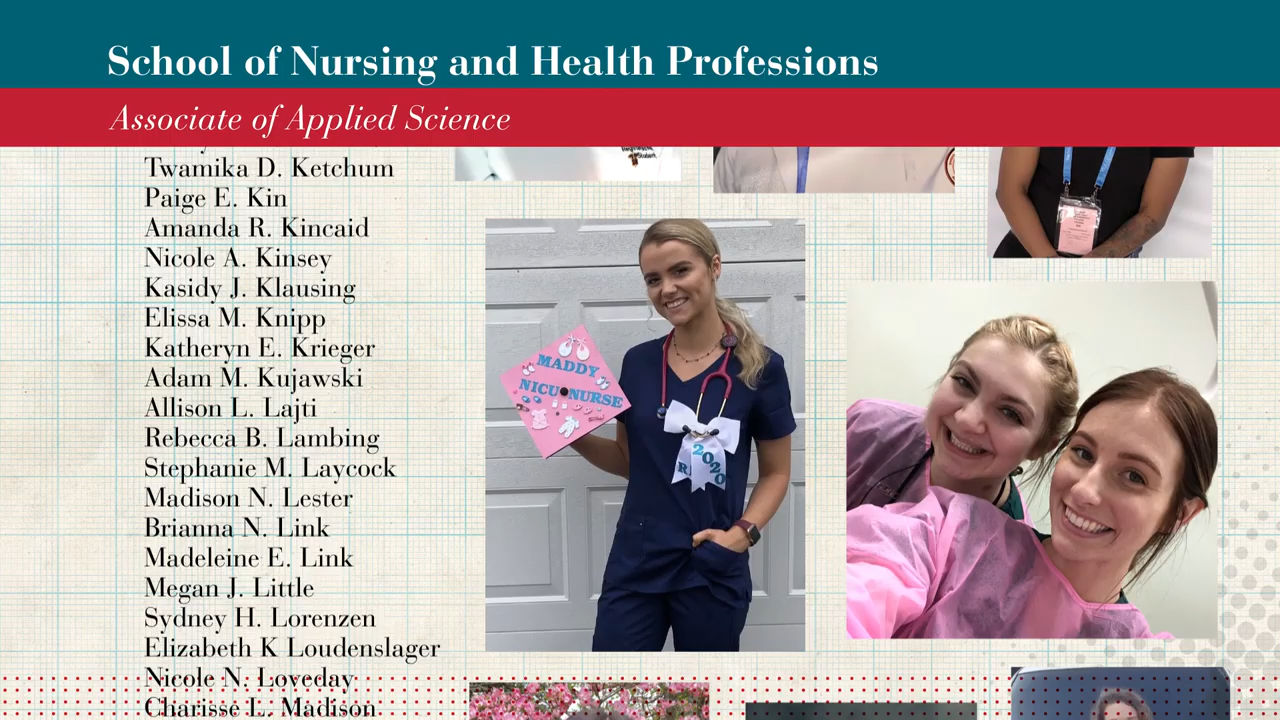 School of Nursing and Health Professions
Associate of Applied Science
Twamika D. Ketchum
Paige E. Kin
Amanda R. Kincaid
Nicole A. Kinsey
Kasidy J. Klausing
Elissa M. Knipp
Katheryn E. Krieger
Adam M. Kujawski
Allison L. Lajti
Rebecca B. Lambing
Stephanie M. Laycock
Madison N. Lester
Brianna N. Link
Madeleine E. Link
Megan J. Little
Sydney H. Lorenzen
Elizabeth K Loudenslager
Nicole N. Loveday
Charisse L. Madison
Student
MADDY
NICU NURSE
2020